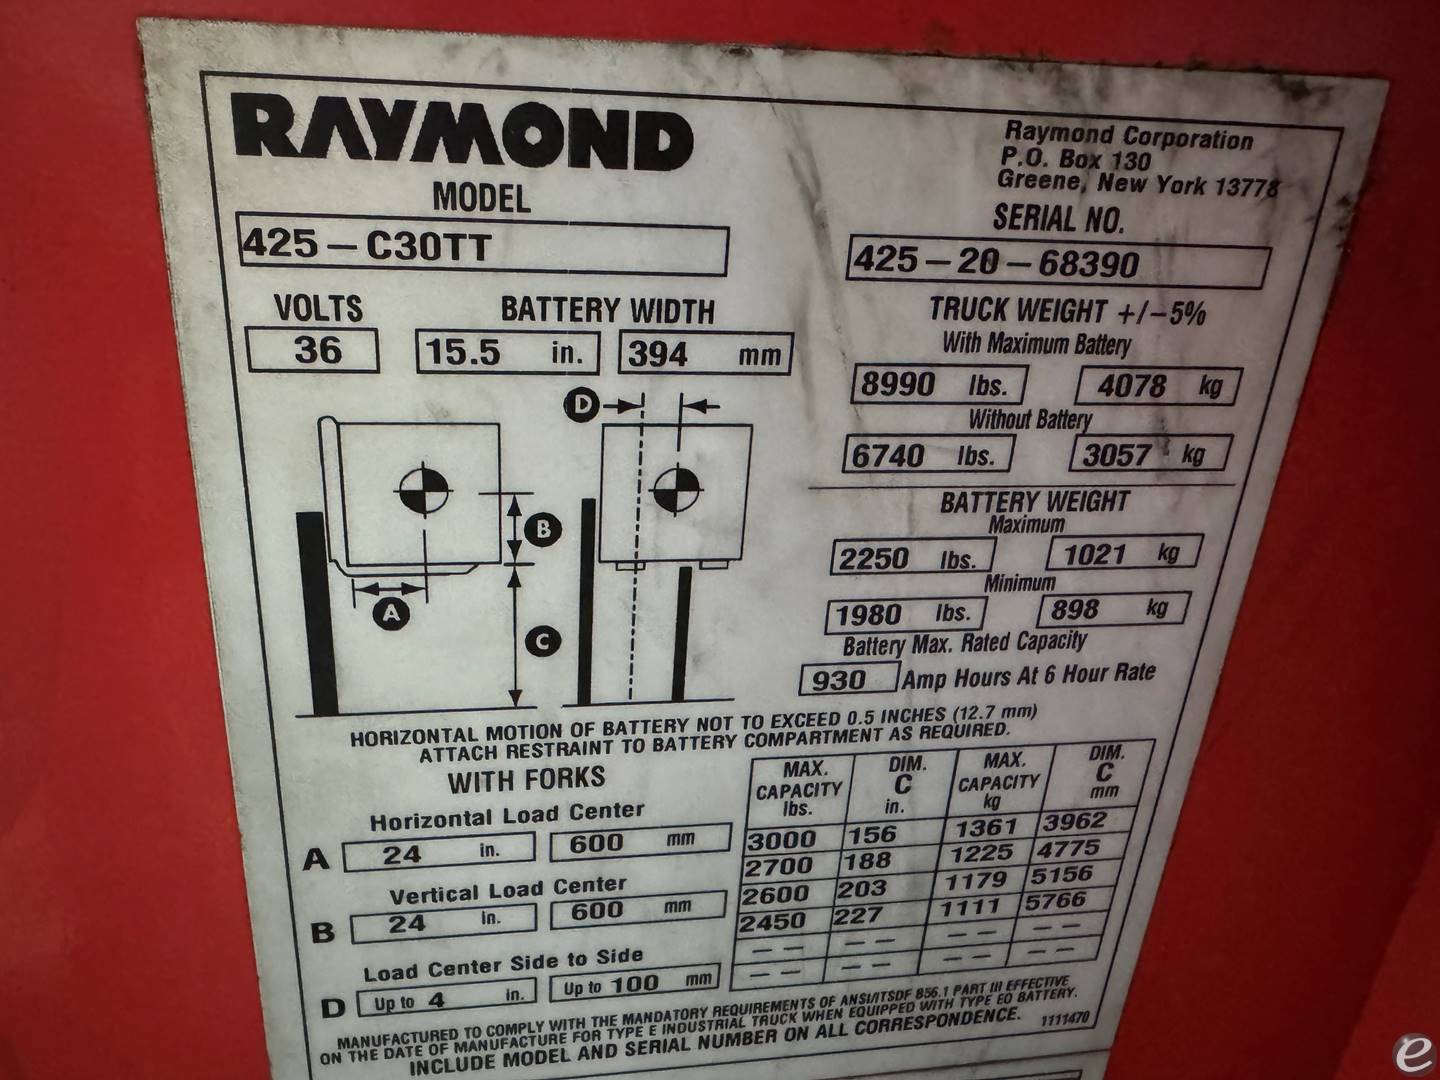 RAYMOND
Raymond Corporation
P.O. Box 130
Greene, New York 13778
MODEL
425-C30TT
SERIAL NO.
425-20-68390
VOLTS
36
BATTERY WIDTH
15.5 in. 394 mm
TRUCK WEIGHT +/-5%
With Maximum Battery
8990 lbs. 4078 kg
Without Battery
6740 lbs. 3057 kg
BATTERY WEIGHT
Maximum
2250 lbs. 1021 kg
Minimum
1980 lbs. 898 kg
Battery Max. Rated Capacity
930 Amp Hours At 6 Hour Rate
D
B
A
C
HORIZONTAL MOTION OF BATTERY NOT TO EXCEED 0.5 INCHES (12.7 mm)
ATTACH RESTRAINT TO BATTERY COMPARTMENT AS REQUIRED.
WITH FORKS
Horizontal Load Center
A 24 in. 600 mm
Vertical Load Center
B 24 in. 600 mm
Load Center Side to Side
D Up to 4 in. Up to 100 mm
MAX. CAPACITY lbs. DIM. C in. MAX. CAPACITY kg DIM. C mm
3000 156 1361 3962
2700 188 1225 4775
2600 203 1179 5156
2450 227 1111 5766
-- -- -- --
-- -- -- --
MANUFACTURED TO COMPLY WITH THE MANDATORY REQUIREMENTS OF ANSI/ITSDF B56.1 PART III EFFECTIVE
ON THE DATE OF MANUFACTURE FOR TYPE E INDUSTRIAL TRUCK WHEN EQUIPPED WITH TYPE EO BATTERY.
INCLUDE MODEL AND SERIAL NUMBER ON ALL CORRESPONDENCE. 1111470
e